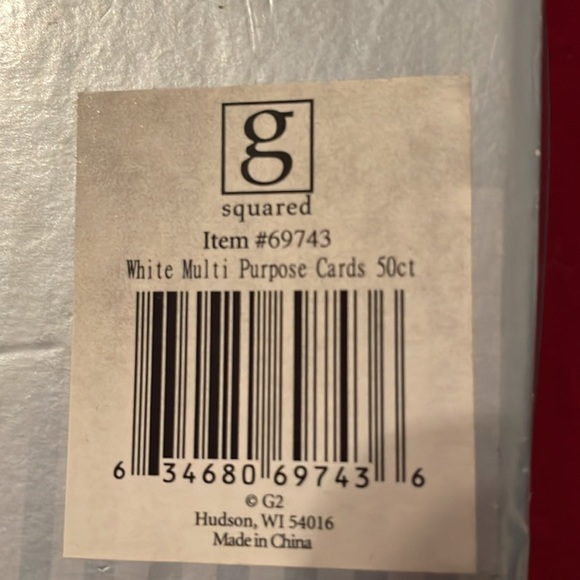 g
squared
Item #69743
White Multi Purpose Cards 50ct
6 34680 69743 6
© G2
Hudson, WI 54016
Made in China